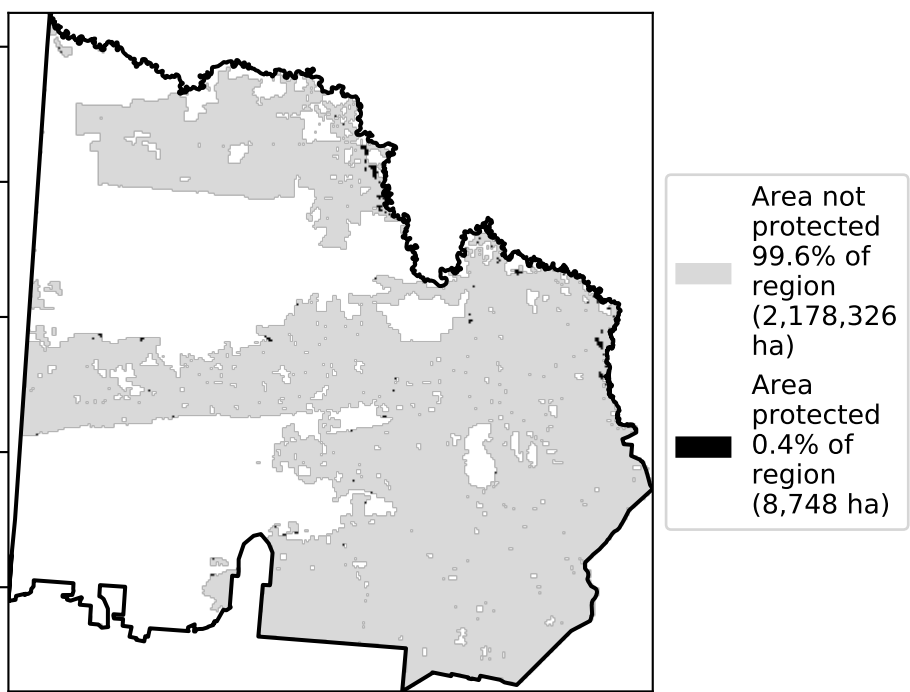 Area not
protected
99.6% of
region
(2,178,326
ha)
Area
protected
0.4% of
region
(8,748 ha)